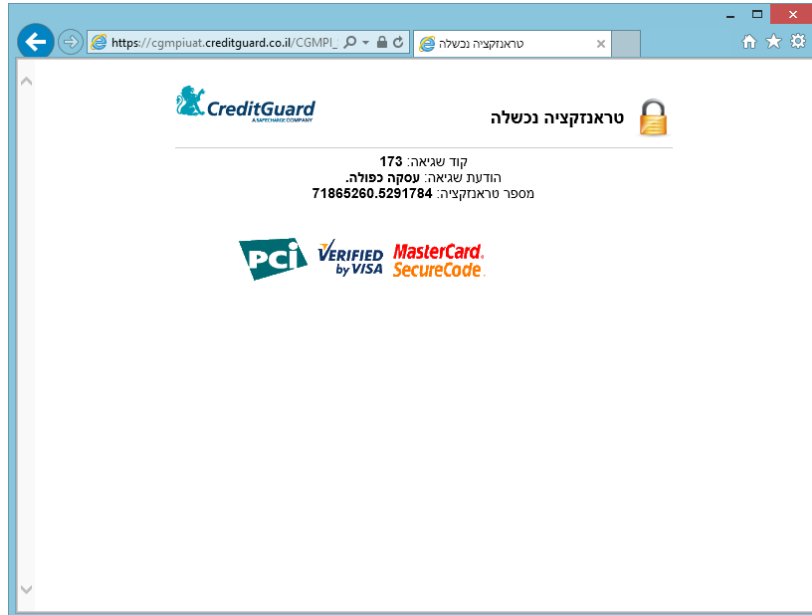 https://cgmpiuat.creditguard.co.il/CGMPI_
טראנזקציה נכשלה
CreditGuard
A SAFECHARGE COMPANY
טראנזקציה נכשלה
קוד שגיאה: 173
הודעת שגיאה: עסקה כפולה.
מספר טראנזקציה: 71865260.5291784
PCi
VERIFIED
by VISA
MasterCard.
SecureCode.